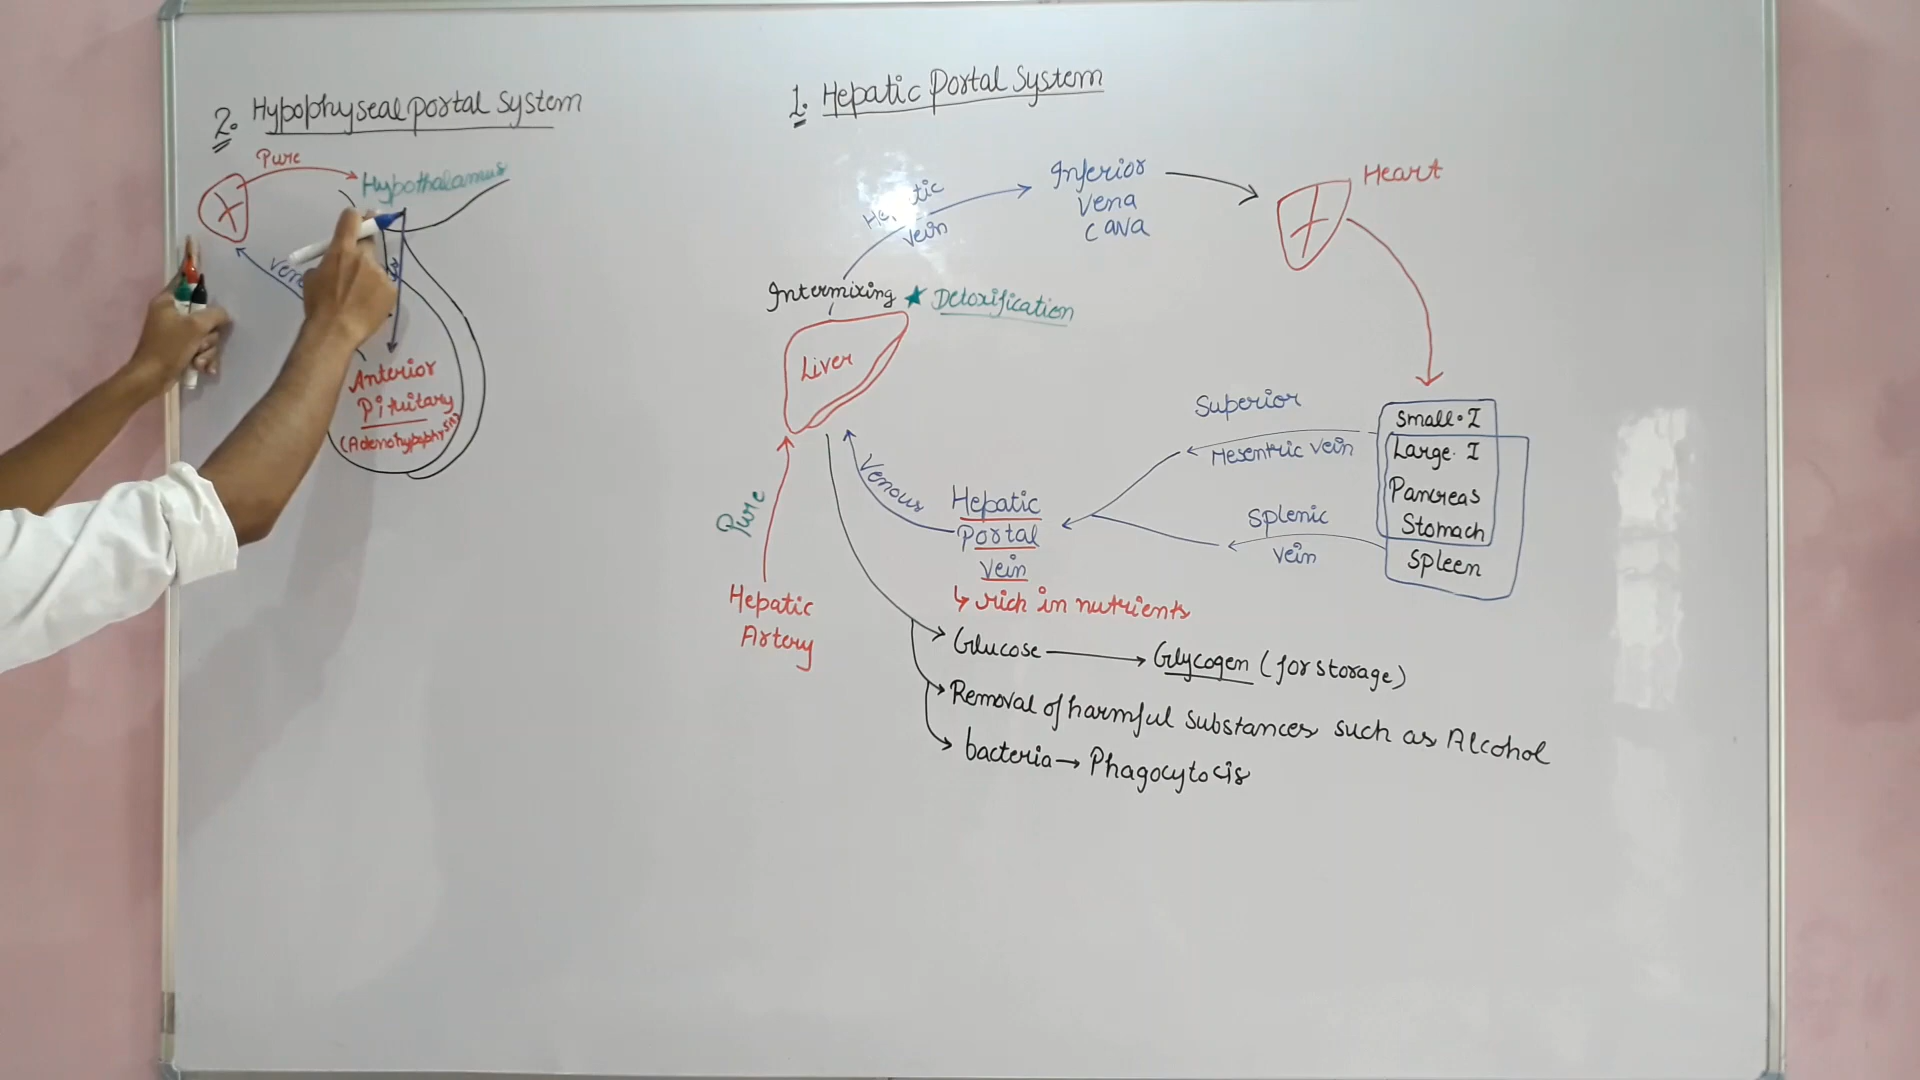 2. Hypophyseal portal system
Pure
Hypothalamus
Anterior
Pituitary
1. Hepatic Portal System
Hepatic
vein
Inferior
Vena
Cava
Heart
Intermixing ★ Detoxification
Liver
Pure
Hepatic
Artery
Venous
Hepatic
Portal
vein
↳ rich in nutrients
Superior
Mesentric vein
Splenic
vein
Small. I
Large. I
Pancreas
Stomach
Spleen
Glucose → Glycogen (for storage)
Removal of harmful substances such as Alcohol
bacteria → Phagocytocis